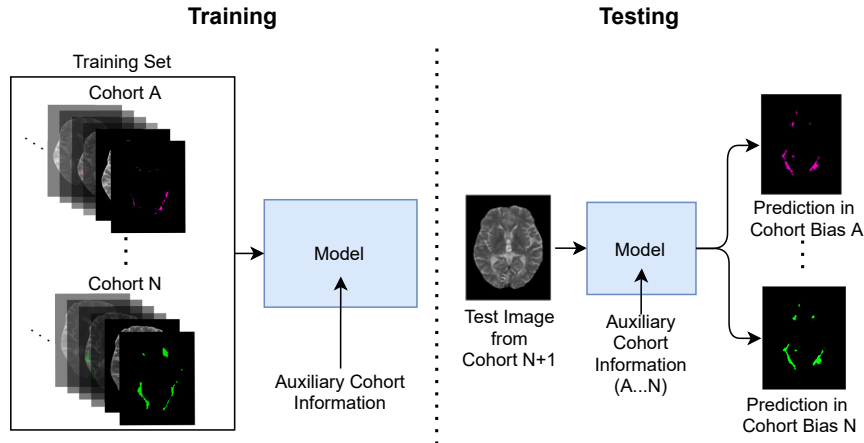 Training
Training Set
Cohort A
Cohort N
Model
Auxiliary Cohort
Information
Testing
Test Image
from
Cohort N+1
Model
Auxiliary
Cohort
Information
(A...N)
Prediction in
Cohort Bias A
Prediction in
Cohort Bias N